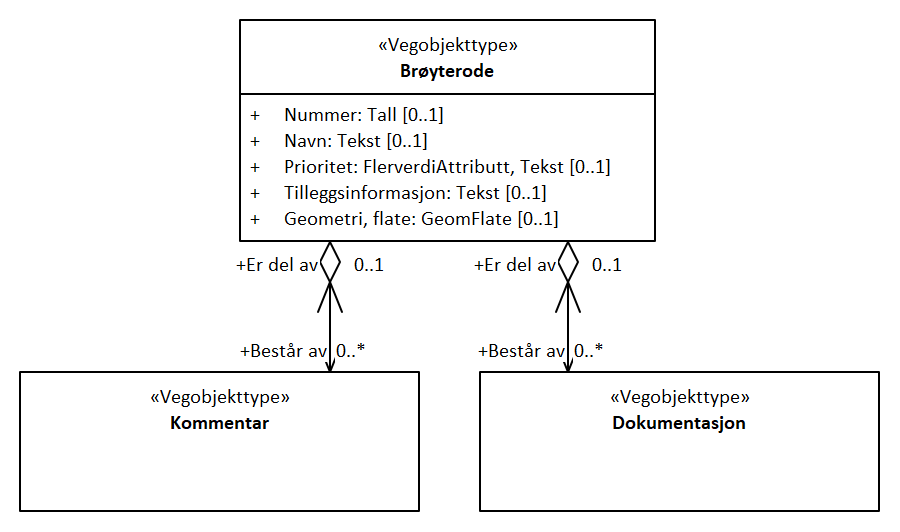 «Vegobjekttype»
Brøyterode
+ Nummer: Tall [0..1]
+ Navn: Tekst [0..1]
+ Prioritet: FlerverdiAttributt, Tekst [0..1]
+ Tilleggsinformasjon: Tekst [0..1]
+ Geometri, flate: GeomFlate [0..1]
+Er del av 0..1 +Er del av 0..1
+Består av 0..* +Består av 0..*
«Vegobjekttype» «Vegobjekttype»
Kommentar Dokumentasjon